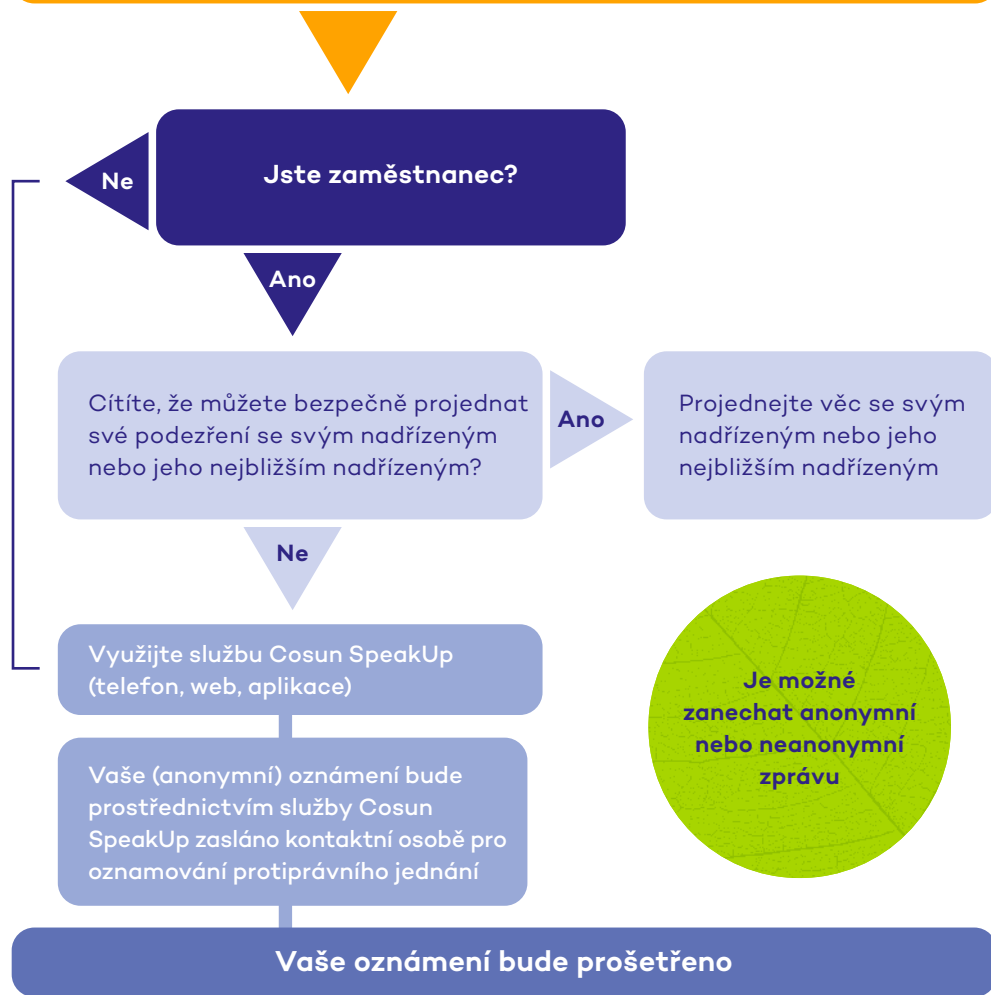 Jste zaměstnanec?
Ne
Ano
Cítíte, že můžete bezpečně projednat
své podezření se svým nadřízeným
nebo jeho nejbližším nadřízeným?
Ano
Projednejte věc se svým
nadřízeným nebo jeho
nejbližším nadřízeným
Ne
Využijte službu Cosun SpeakUp
(telefon, web, aplikace)
Je možné
zanechat anonymní
nebo neanonymní
zprávu
Vaše (anonymní) oznámení bude
prostřednictvím služby Cosun
SpeakUp zasláno kontaktní osobě pro
oznamování protiprávního jednání
Vaše oznámení bude prošetřeno